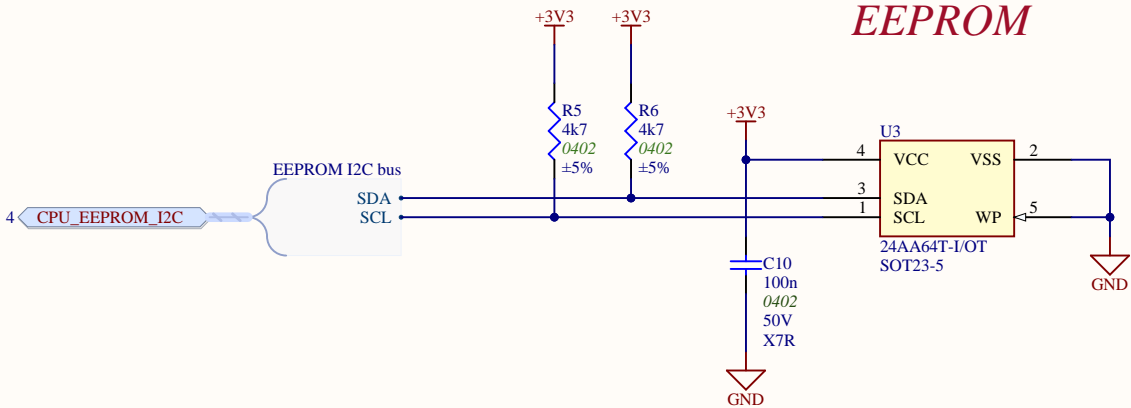 EEPROM
+3V3
+3V3
R5
4k7
0402
±5%
R6
4k7
0402
±5%
+3V3
U3
4
VCC
VSS
2
3
SDA
1
SCL
WP
5
24AA64T-I/OT
SOT23-5
GND
EEPROM I2C bus
SDA
SCL
4
CPU_EEPROM_I2C
C10
100n
0402
50V
X7R
GND